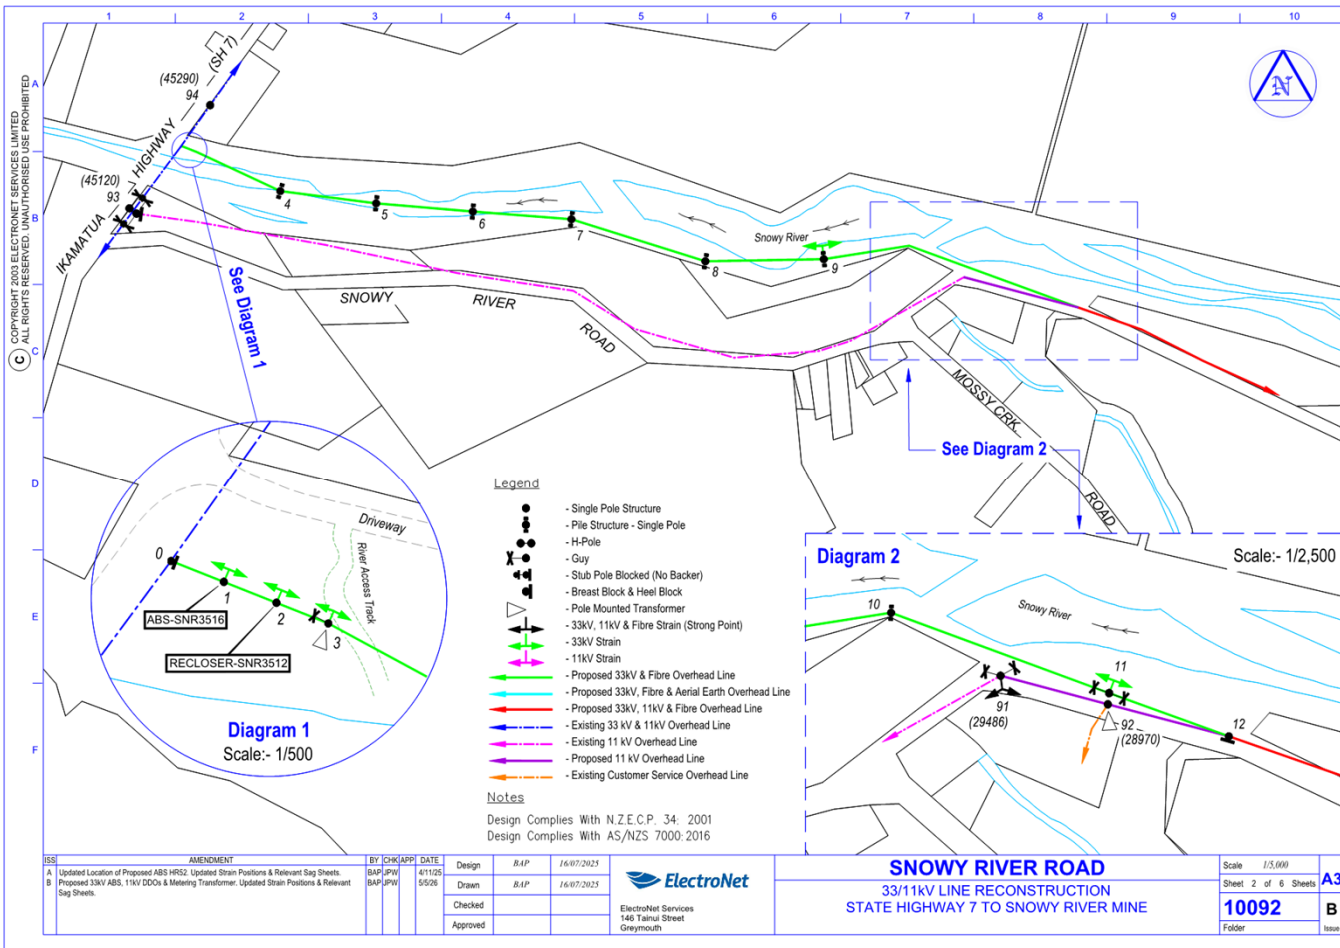 1 2 3 4 5 6 7 8 9 10
A
B
C
D
E
F
C COPYRIGHT 2003 ELECTRONET SERVICES LIMITED
ALL RIGHTS RESERVED. UNAUTHORISED USE PROHIBITED
(SH 7)
(45290)
94
HIGHWAY
(45120)
93
IKAMATUA
N
4
5
6
7
8
9
Snowy River
SNOWY RIVER ROAD
MOSSY CRK. ROAD
See Diagram 1
See Diagram 2
Driveway
River Access Track
0
1
2
3
ABS-SNR3516
RECLOSER-SNR3512
Diagram 1
Scale:- 1/500
Legend
- Single Pole Structure
- Pile Structure - Single Pole
- H-Pole
- Guy
- Stub Pole Blocked (No Backer)
- Breast Block & Heel Block
- Pole Mounted Transformer
- 33kV, 11kV & Fibre Strain (Strong Point)
- 33kV Strain
- 11kV Strain
- Proposed 33kV & Fibre Overhead Line
- Proposed 33kV, Fibre & Aerial Earth Overhead Line
- Proposed 33kV, 11kV & Fibre Overhead Line
- Existing 33 kV & 11kV Overhead Line
- Existing 11 kV Overhead Line
- Proposed 11 kV Overhead Line
- Existing Customer Service Overhead Line
Notes
Design Complies With N.Z.E.C.P. 34: 2001
Design Complies With AS/NZS 7000:2016
Diagram 2
Scale:- 1/2,500
10
Snowy River
11
91
(29486)
92
(28970)
12
ISS AMENDMENT BY CHK APP DATE
A Updated Location of Proposed ABS HR52. Updated Strain Positions & Relevant Sag Sheets. BAP JPW 4/11/25
B Proposed 33kV ABS, 11kV DDOs & Metering Transformer. Updated Strain Positions & Relevant BAP JPW 5/5/26
Sag Sheets.
Design BAP 16/07/2025
Drawn BAP 16/07/2025
Checked
Approved
ElectroNet
ElectroNet Services
146 Tainui Street
Greymouth
SNOWY RIVER ROAD
33/11kV LINE RECONSTRUCTION
STATE HIGHWAY 7 TO SNOWY RIVER MINE
Scale 1/5,000
Sheet 2 of 6 Sheets
A3
10092
B
Folder
Issue